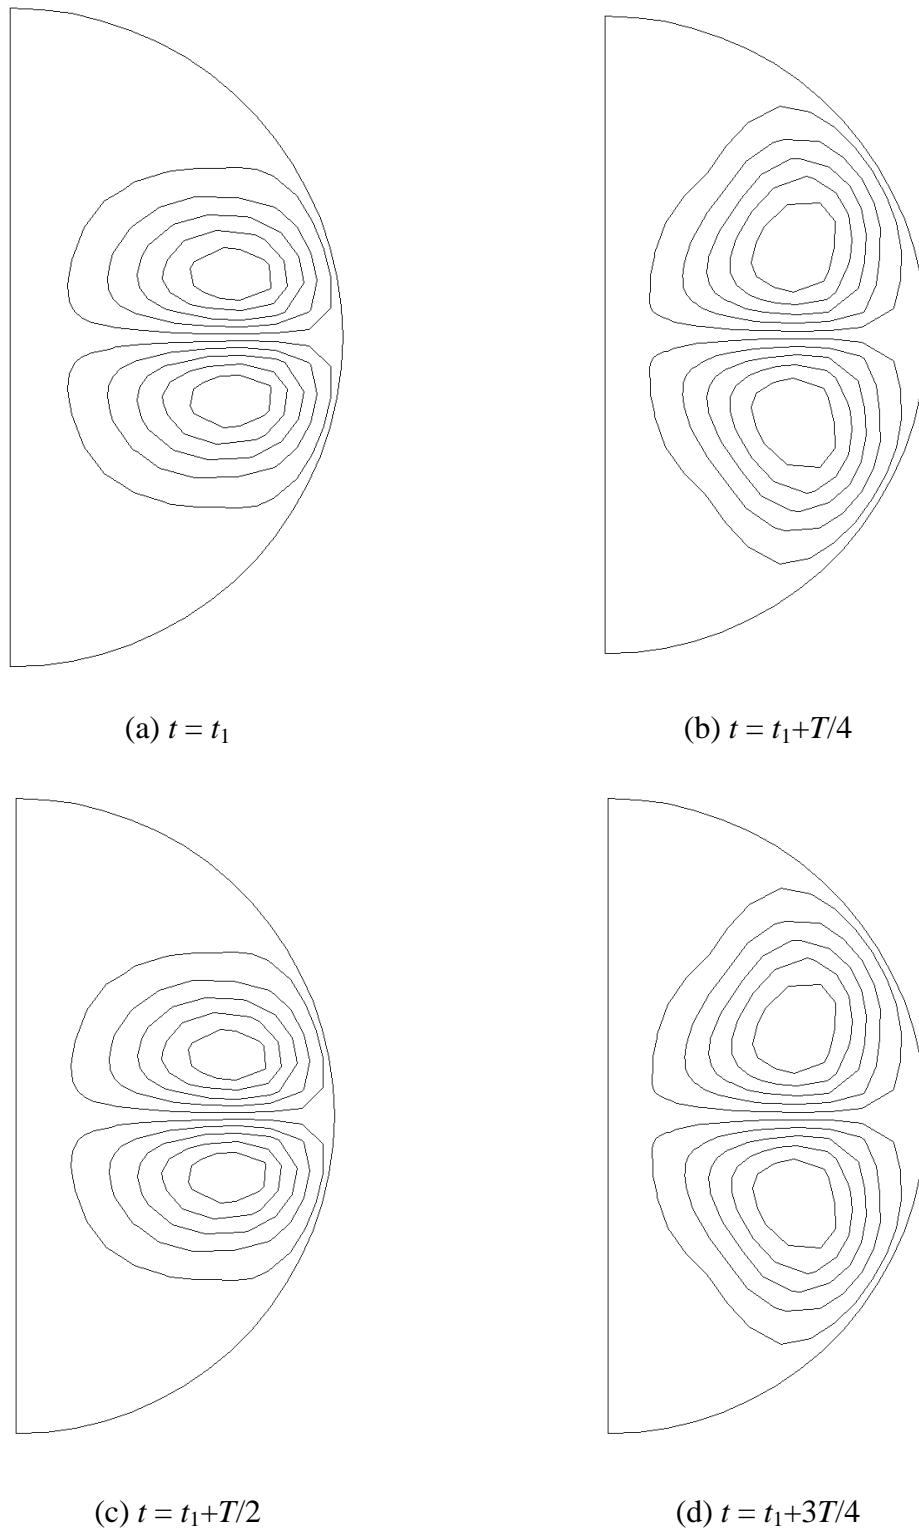 (a) t = t₁
(b) t = t₁+T/4
(c) t = t₁+T/2
(d) t = t₁+3T/4